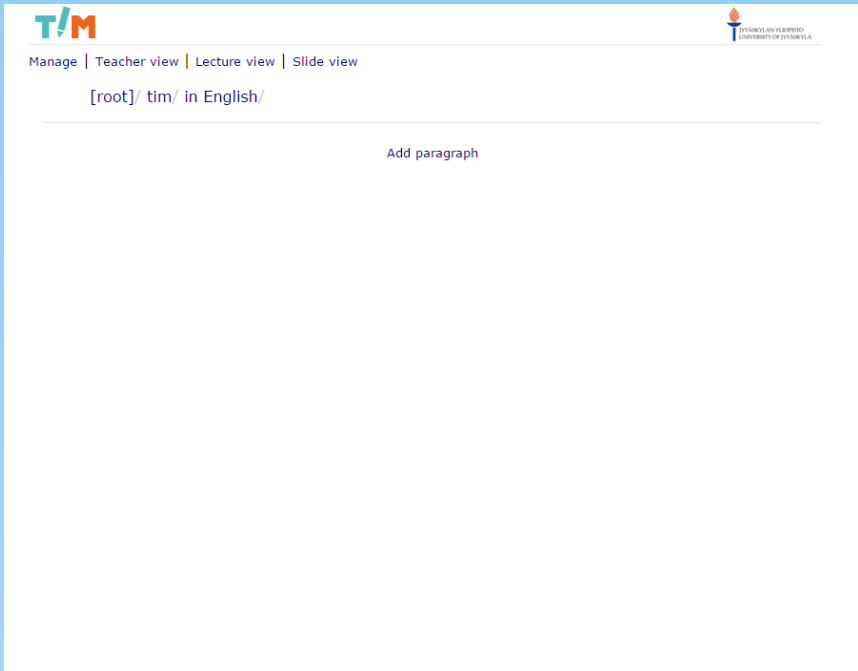 TIM
JYVÄSKYLÄN YLIOPISTO
UNIVERSITY OF JYVÄSKYLÄ
Manage | Teacher view | Lecture view | Slide view
[root]/ tim/ in English/
Add paragraph